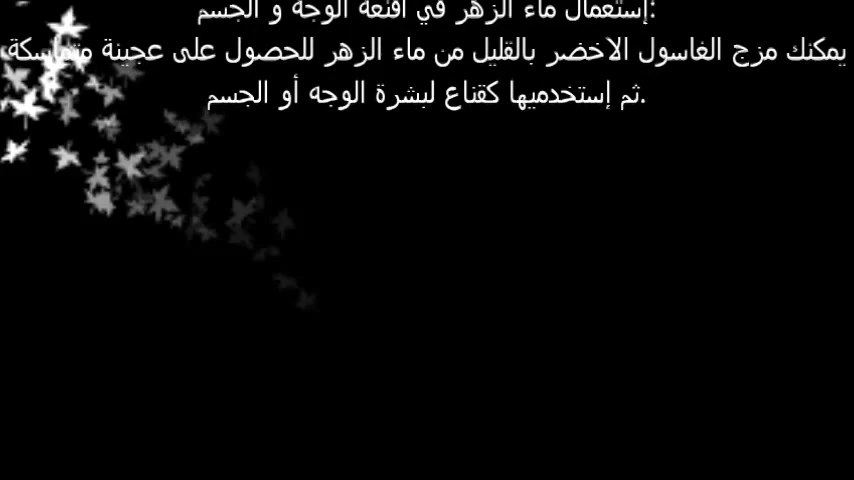 إستعمال ماء الزهر في أقنعة الوجه و الجسم:
يمكنك مزج الغاسول الاخضر بالقليل من ماء الزهر للحصول على عجينة متماسكة،
ثم إستخدميها كقناع لبشرة الوجه أو الجسم.